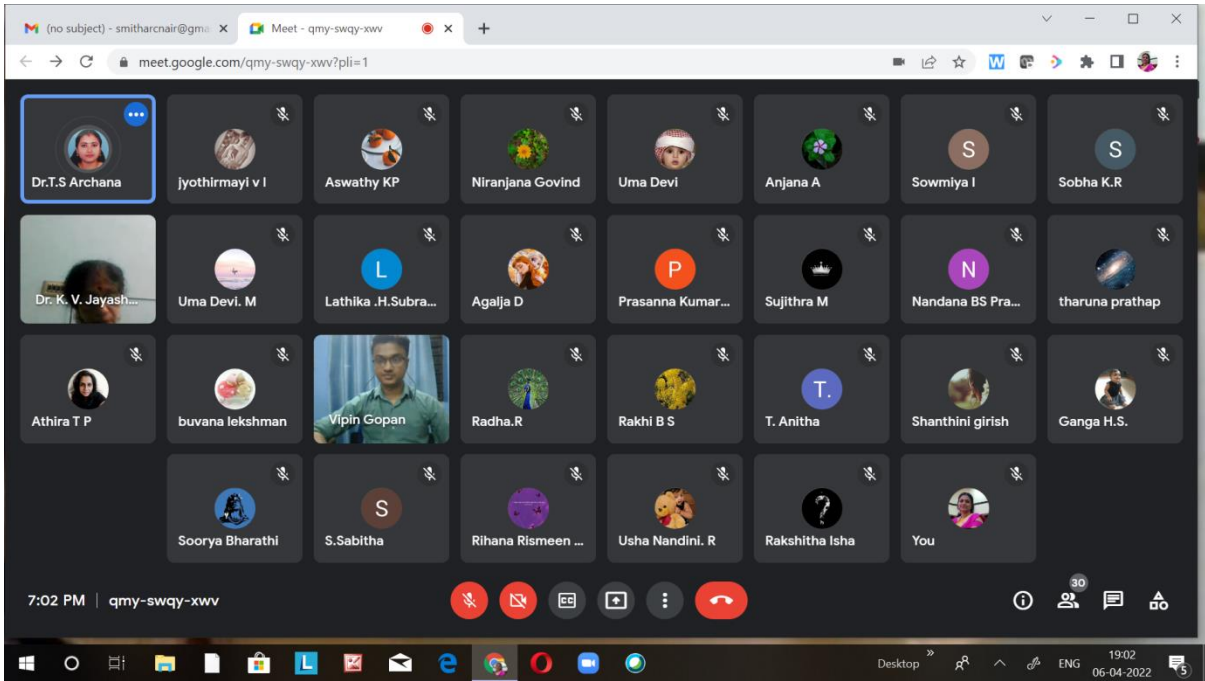 (no subject) - smitharcnair@gma
Meet - qmy-swqy-xwv
meet.google.com/qmy-swqy-xwv?pli=1
W
Dr.T.S Archana
jyothirmayi v l
Aswathy KP
Niranjana Govind
Uma Devi
Anjana A
S
Sowmiya I
S
Sobha K.R
Dr. K. V. Jayash...
Uma Devi. M
L
Lathika .H.Subra...
Agalja D
P
Prasanna Kumar...
Sujithra M
N
Nandana BS Pra...
tharuna prathap
Athira T P
buvana lekshman
Vipin Gopan
Radha.R
Rakhi B S
T.
T. Anitha
Shanthini girish
Ganga H.S.
Soorya Bharathi
S
S.Sabitha
Rihana Rismeen ...
Usha Nandini. R
?
Rakshitha Isha
You
7:02 PM | qmy-swqy-xwv
CC
30
L
Desktop
ENG
19:02
06-04-2022
5